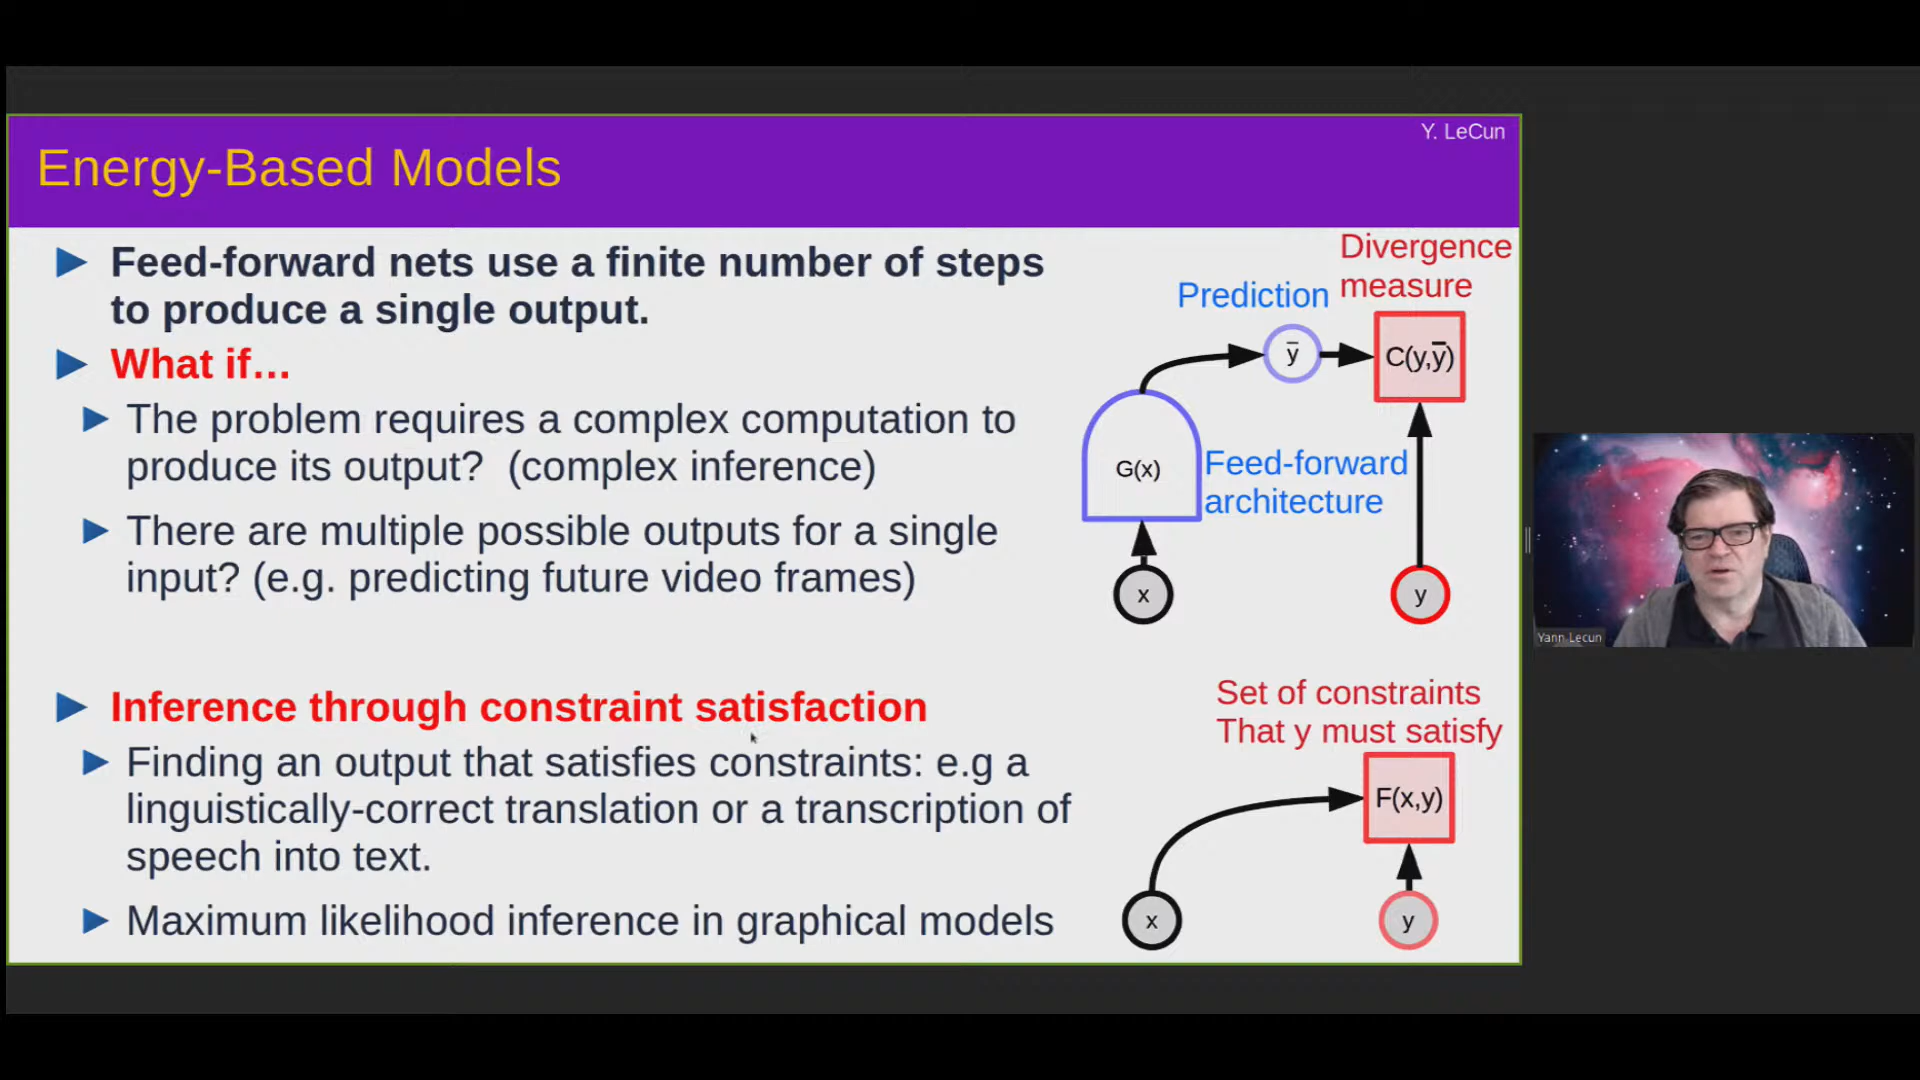 Y. LeCun
Energy-Based Models
Feed-forward nets use a finite number of steps
to produce a single output.
What if...
The problem requires a complex computation to
produce its output? (complex inference)
There are multiple possible outputs for a single
input? (e.g. predicting future video frames)
Inference through constraint satisfaction
Finding an output that satisfies constraints: e.g a
linguistically-correct translation or a transcription of
speech into text.
Maximum likelihood inference in graphical models
Divergence
measure
Prediction
ȳ
C(y,ȳ)
G(x)
Feed-forward
architecture
x
y
Set of constraints
That y must satisfy
F(x,y)
x
y
Yann Lecun